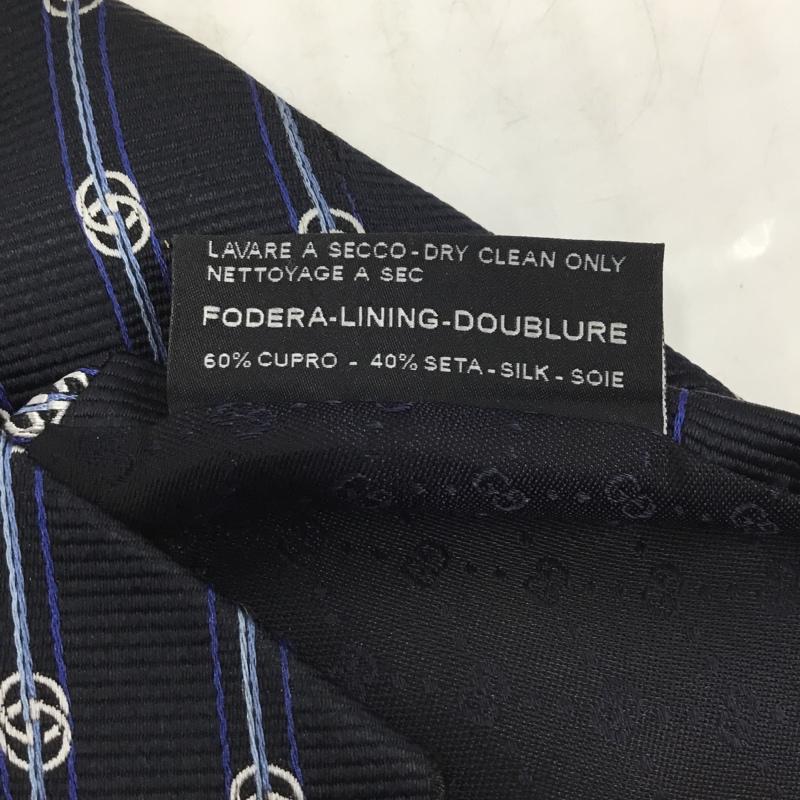 LAVARE A SECCO-DRY CLEAN ONLY
NETTOYAGE A SEC
FODERA-LINING-DOUBLURE
60% CUPRO - 40% SETA-SILK-SOIE